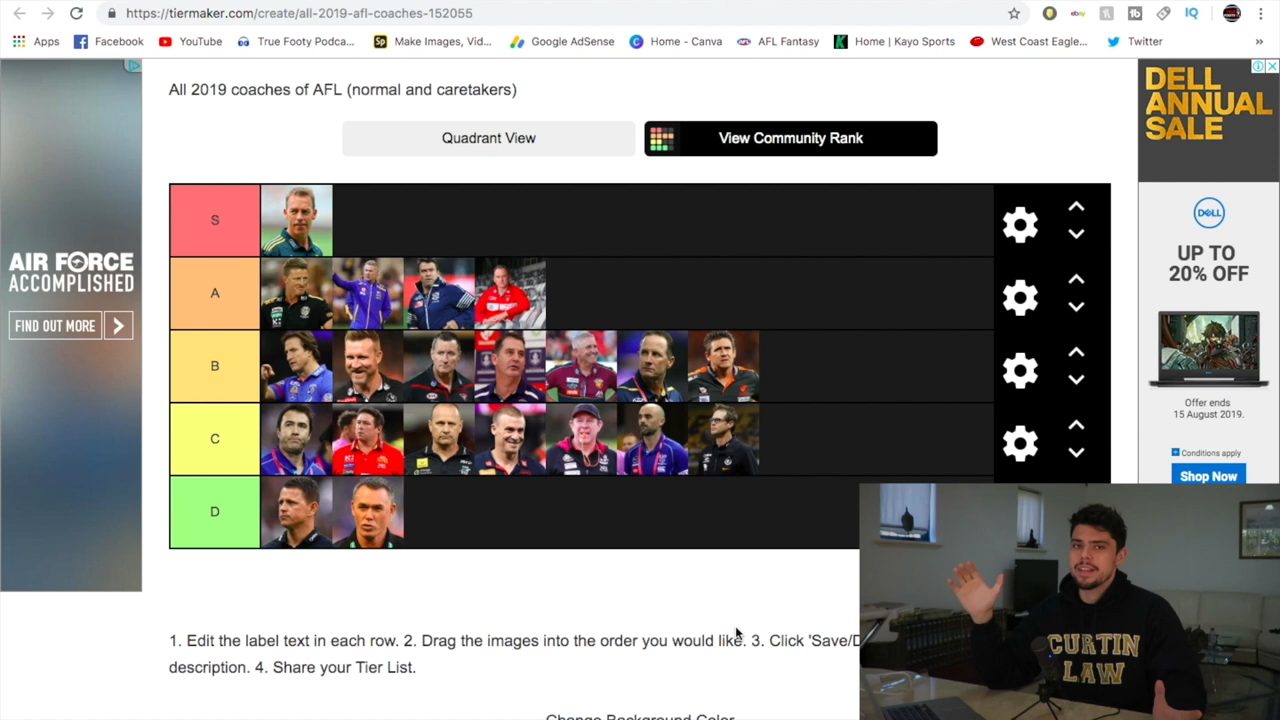 https://tiermaker.com/create/all-2019-afl-coaches-152055
Apps
Facebook
YouTube
True Footy Podca...
Make Images, Vid...
Google AdSense
Home - Canva
AFL Fantasy
Home | Kayo Sports
West Coast Eagle...
Twitter
»
All 2019 coaches of AFL (normal and caretakers)
Quadrant View
View Community Rank
S
A
B
C
D
AIR FORCE
ACCOMPLISHED
FIND OUT MORE
DELL
ANNUAL
SALE
DELL
UP TO
20% OFF
Offer ends
15 August 2019.
Conditions apply
Shop Now
CURTIN
LAW
1. Edit the label text in each row. 2. Drag the images into the order you would like. 3. Click 'Save/D
description. 4. Share your Tier List.
Change Background Color